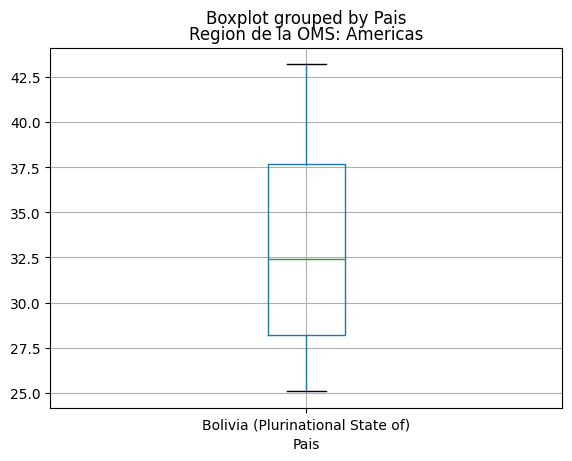 Boxplot grouped by Pais
Region de la OMS: Americas
42.5
40.0
37.5
35.0
32.5
30.0
27.5
25.0
Bolivia (Plurinational State of)
Pais